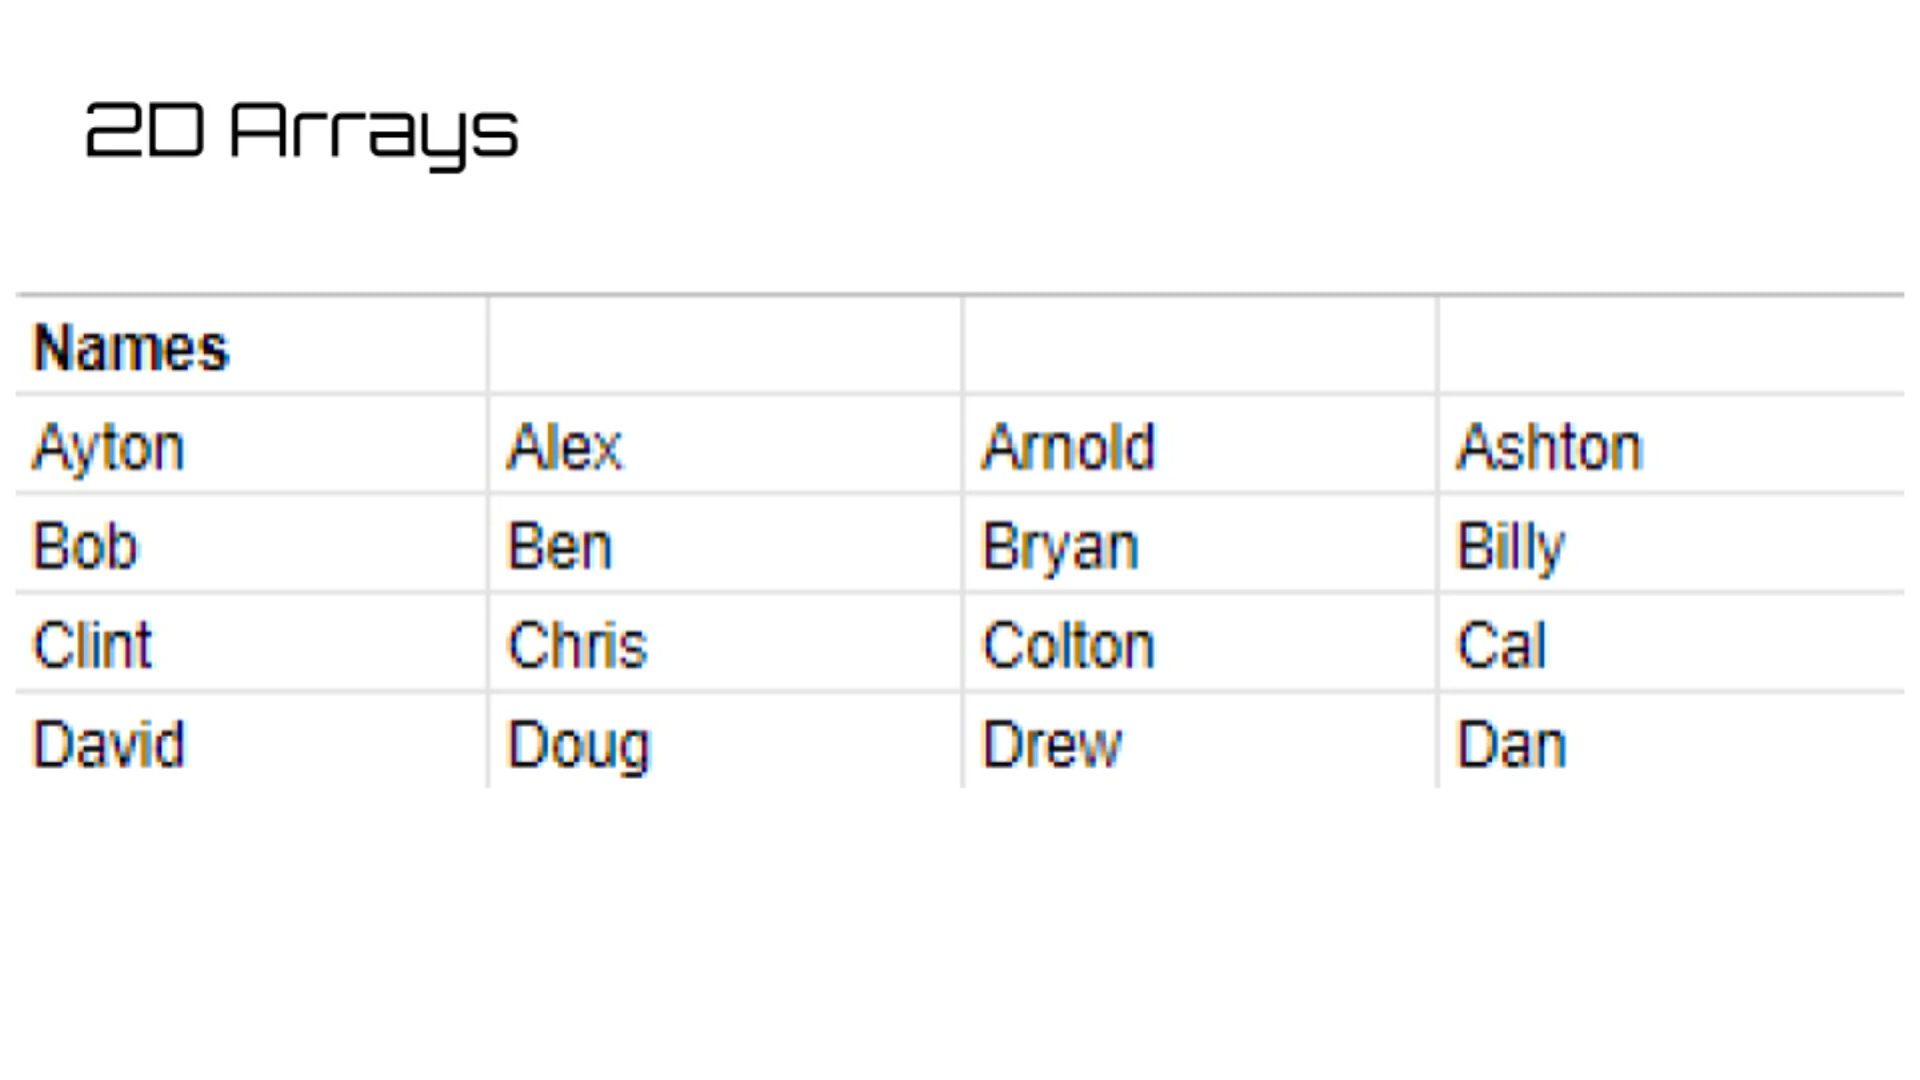 2D Arrays
Names
Ayton Alex Arnold Ashton
Bob Ben Bryan Billy
Clint Chris Colton Cal
David Doug Drew Dan